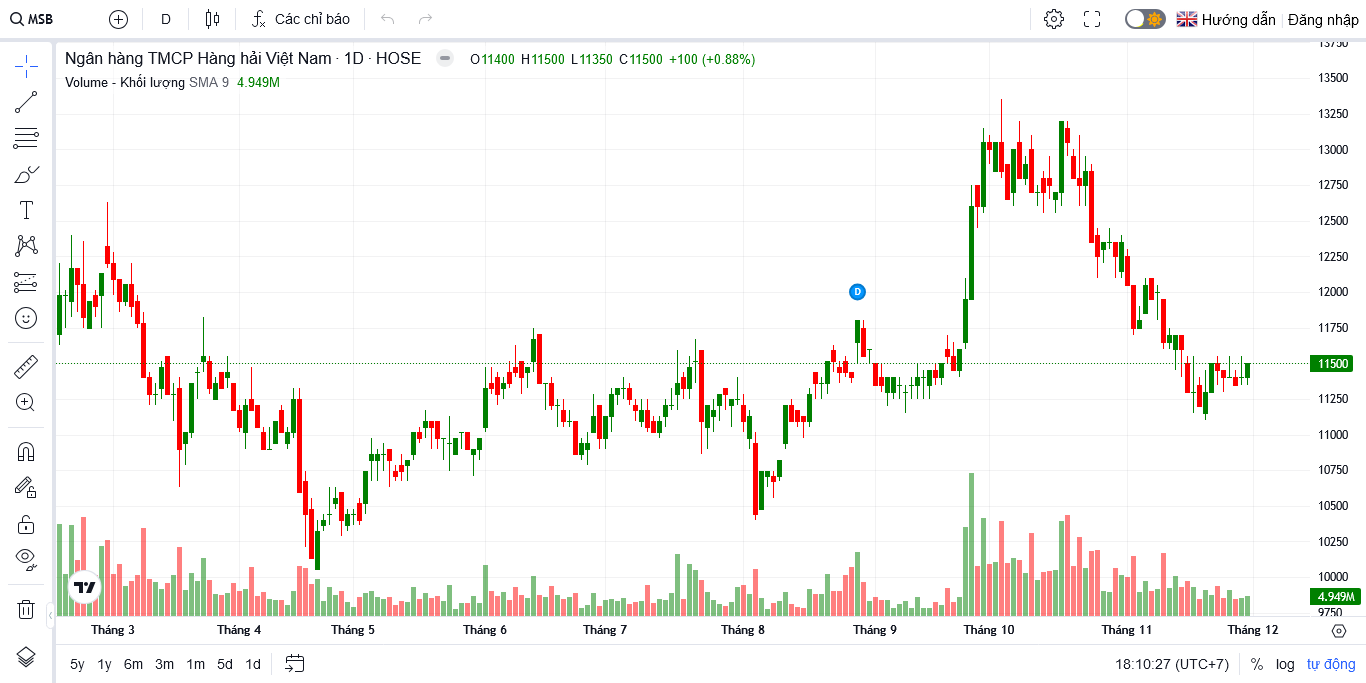 MSB D Các chỉ báo Hướng dẫn Đăng nhập
Ngân hàng TMCP Hàng hải Việt Nam · 1D · HOSE O11400 H11500 L11350 C11500 +100 (+0.88%)
Volume - Khối lượng SMA 9 4.949M
D
13750
13500
13250
13000
12750
12500
12250
12000
11750
11500
11250
11000
10750
10500
10250
10000
4.949M
9750
Tháng 3 Tháng 4 Tháng 5 Tháng 6 Tháng 7 Tháng 8 Tháng 9 Tháng 10 Tháng 11 Tháng 12
5y 1y 6m 3m 1m 5d 1d 18:10:27 (UTC+7) % log tự động